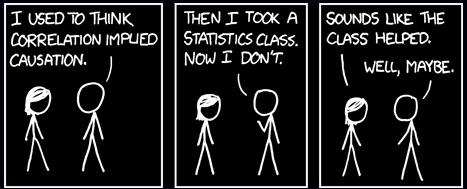 I USED TO THINK
CORRELATION IMPLIED
CAUSATION.
THEN I TOOK A
STATISTICS CLASS.
NOW I DON'T.
SOUNDS LIKE THE
CLASS HELPED.
WELL, MAYBE.